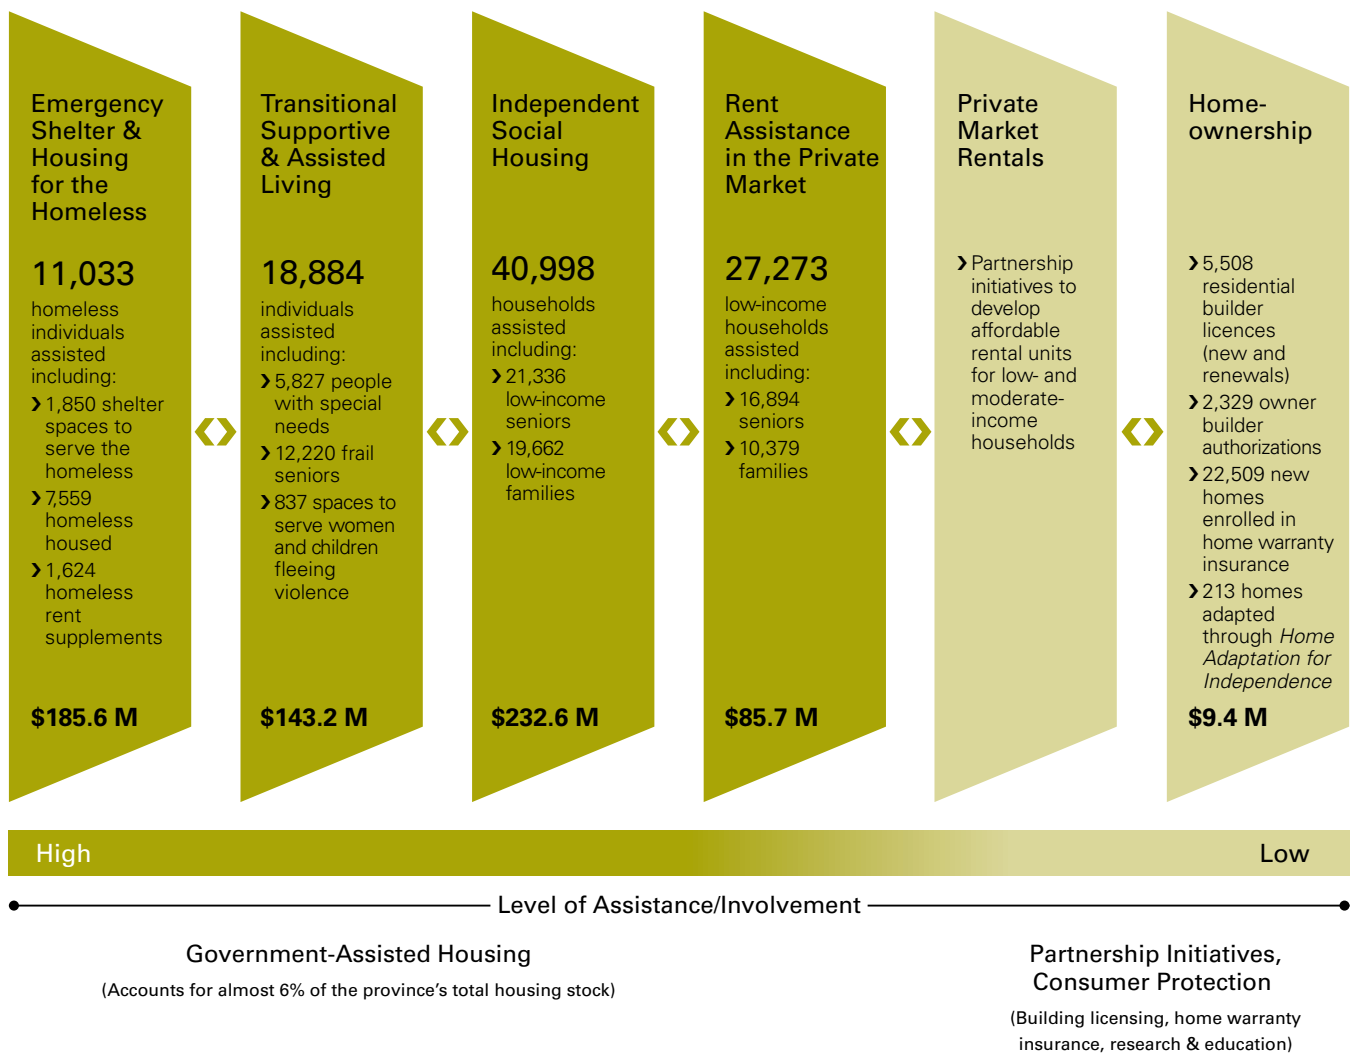 Emergency
Shelter &
Housing
for the
Homeless
11,033
homeless
individuals
assisted
including:
❯ 1,850 shelter
spaces to
serve the
homeless
❯ 7,559
homeless
housed
❯ 1,624
homeless
rent
supplements
$185.6 M
Transitional
Supportive
& Assisted
Living
18,884
individuals
assisted
including:
❯ 5,827 people
with special
needs
❯ 12,220 frail
seniors
❯ 837 spaces to
serve women
and children
fleeing
violence
$143.2 M
Independent
Social
Housing
40,998
households
assisted
including:
❯ 21,336
low-income
seniors
❯ 19,662
low-income
families
$232.6 M
Rent
Assistance
in the Private
Market
27,273
low-income
households
assisted
including:
❯ 16,894
seniors
❯ 10,379
families
$85.7 M
Private
Market
Rentals
❯ Partnership
initiatives to
develop
affordable
rental units
for low- and
moderate-
income
households
Home-
ownership
❯ 5,508
residential
builder
licences
(new and
renewals)
❯ 2,329 owner
builder
authorizations
❯ 22,509 new
homes
enrolled in
home warranty
insurance
❯ 213 homes
adapted
through Home
Adaptation for
Independence
$9.4 M
High
Low
Level of Assistance/Involvement
Government-Assisted Housing
(Accounts for almost 6% of the province’s total housing stock)
Partnership Initiatives,
Consumer Protection
(Building licensing, home warranty
insurance, research & education)